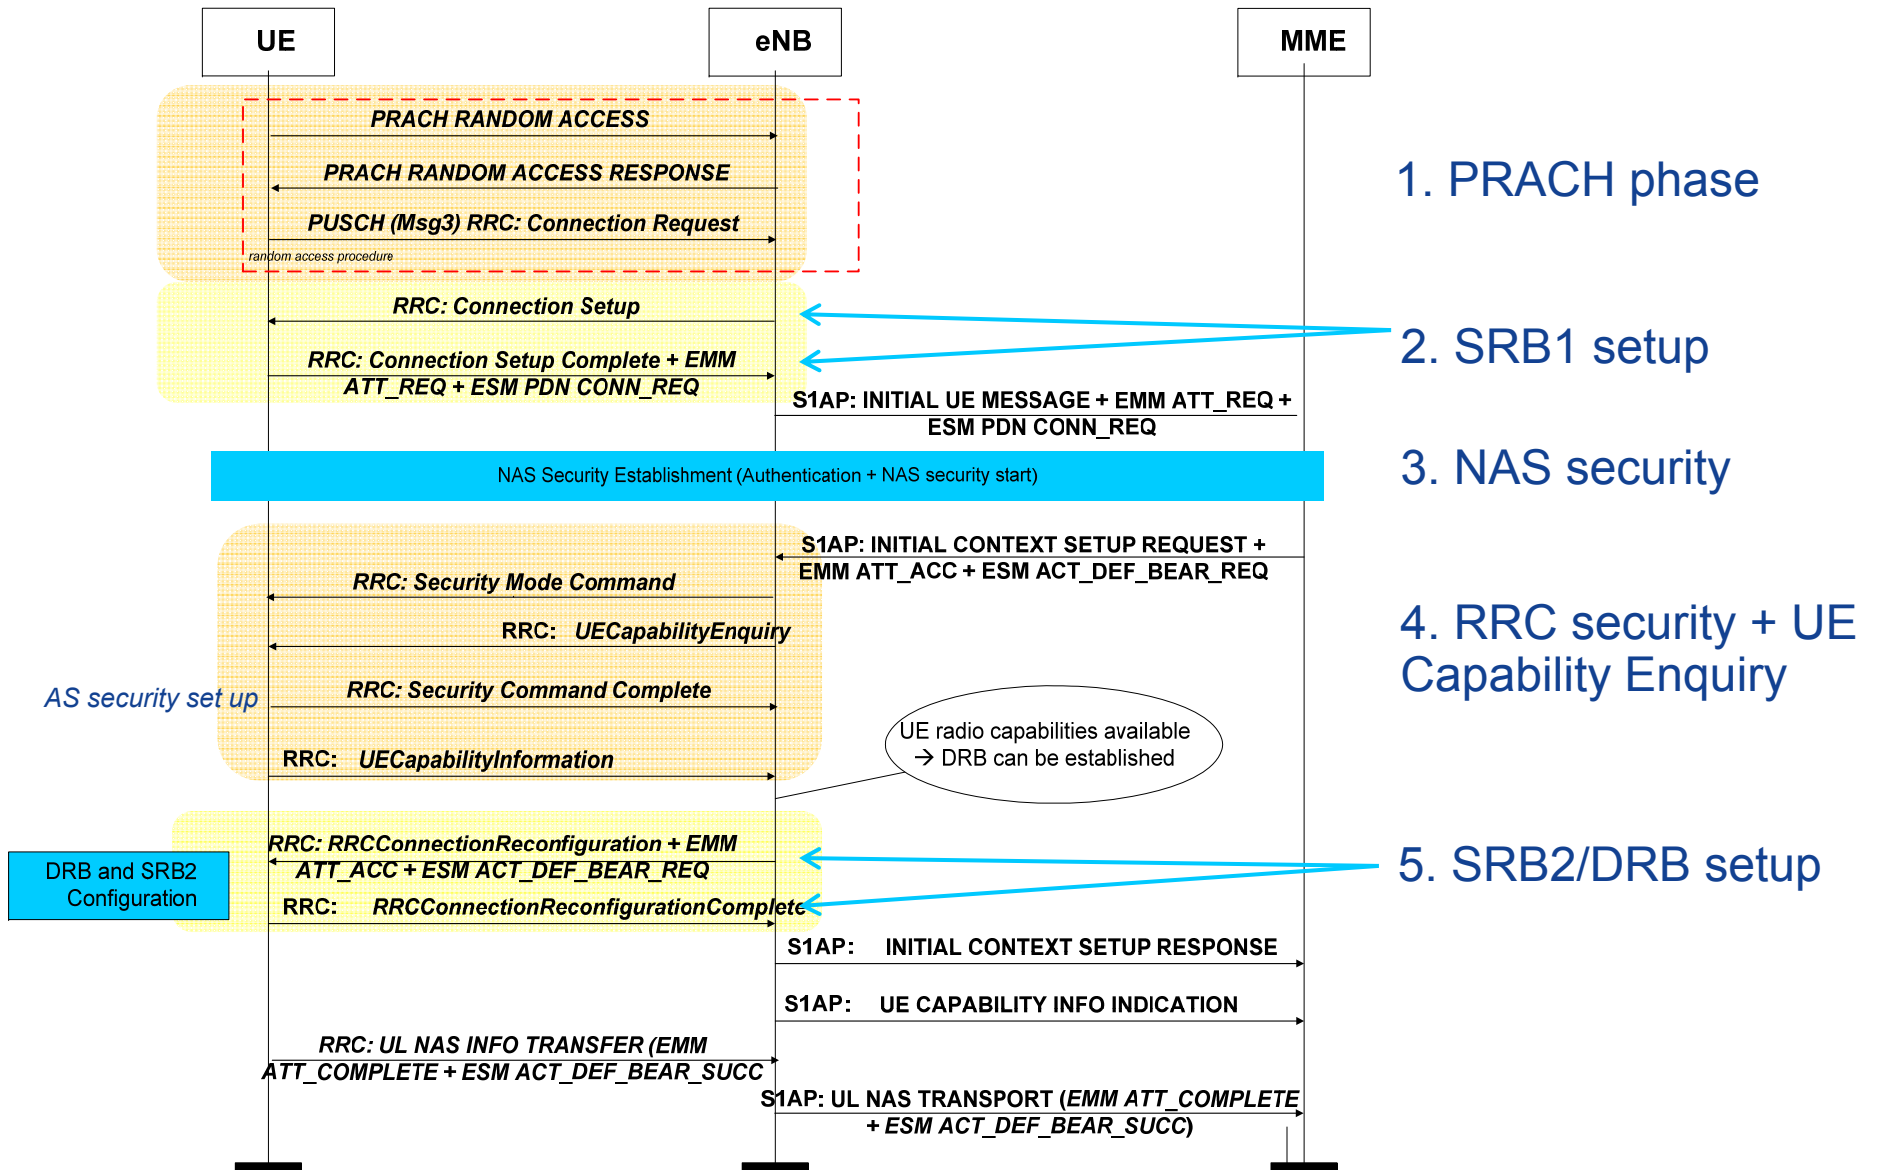 UE
eNB
MME
PRACH RANDOM ACCESS
PRACH RANDOM ACCESS RESPONSE
PUSCH (Msg3) RRC: Connection Request
random access procedure
1. PRACH phase
RRC: Connection Setup
RRC: Connection Setup Complete + EMM
ATT_REQ + ESM PDN CONN_REQ
2. SRB1 setup
S1AP: INITIAL UE MESSAGE + EMM ATT_REQ +
ESM PDN CONN_REQ
NAS Security Establishment (Authentication + NAS security start)
3. NAS security
S1AP: INITIAL CONTEXT SETUP REQUEST +
EMM ATT_ACC + ESM ACT_DEF_BEAR_REQ
RRC: Security Mode Command
RRC: UECapabilityEnquiry
4. RRC security + UE
Capability Enquiry
AS security set up
RRC: Security Command Complete
UE radio capabilities available
→ DRB can be established
RRC: UECapabilityInformation
RRC: RRCConnectionReconfiguration + EMM
ATT_ACC + ESM ACT_DEF_BEAR_REQ
DRB and SRB2
Configuration
5. SRB2/DRB setup
RRC: RRCConnectionReconfigurationComplete
S1AP: INITIAL CONTEXT SETUP RESPONSE
S1AP: UE CAPABILITY INFO INDICATION
RRC: UL NAS INFO TRANSFER (EMM
ATT_COMPLETE + ESM ACT_DEF_BEAR_SUCC
S1AP: UL NAS TRANSPORT (EMM ATT_COMPLETE
+ ESM ACT_DEF_BEAR_SUCC)